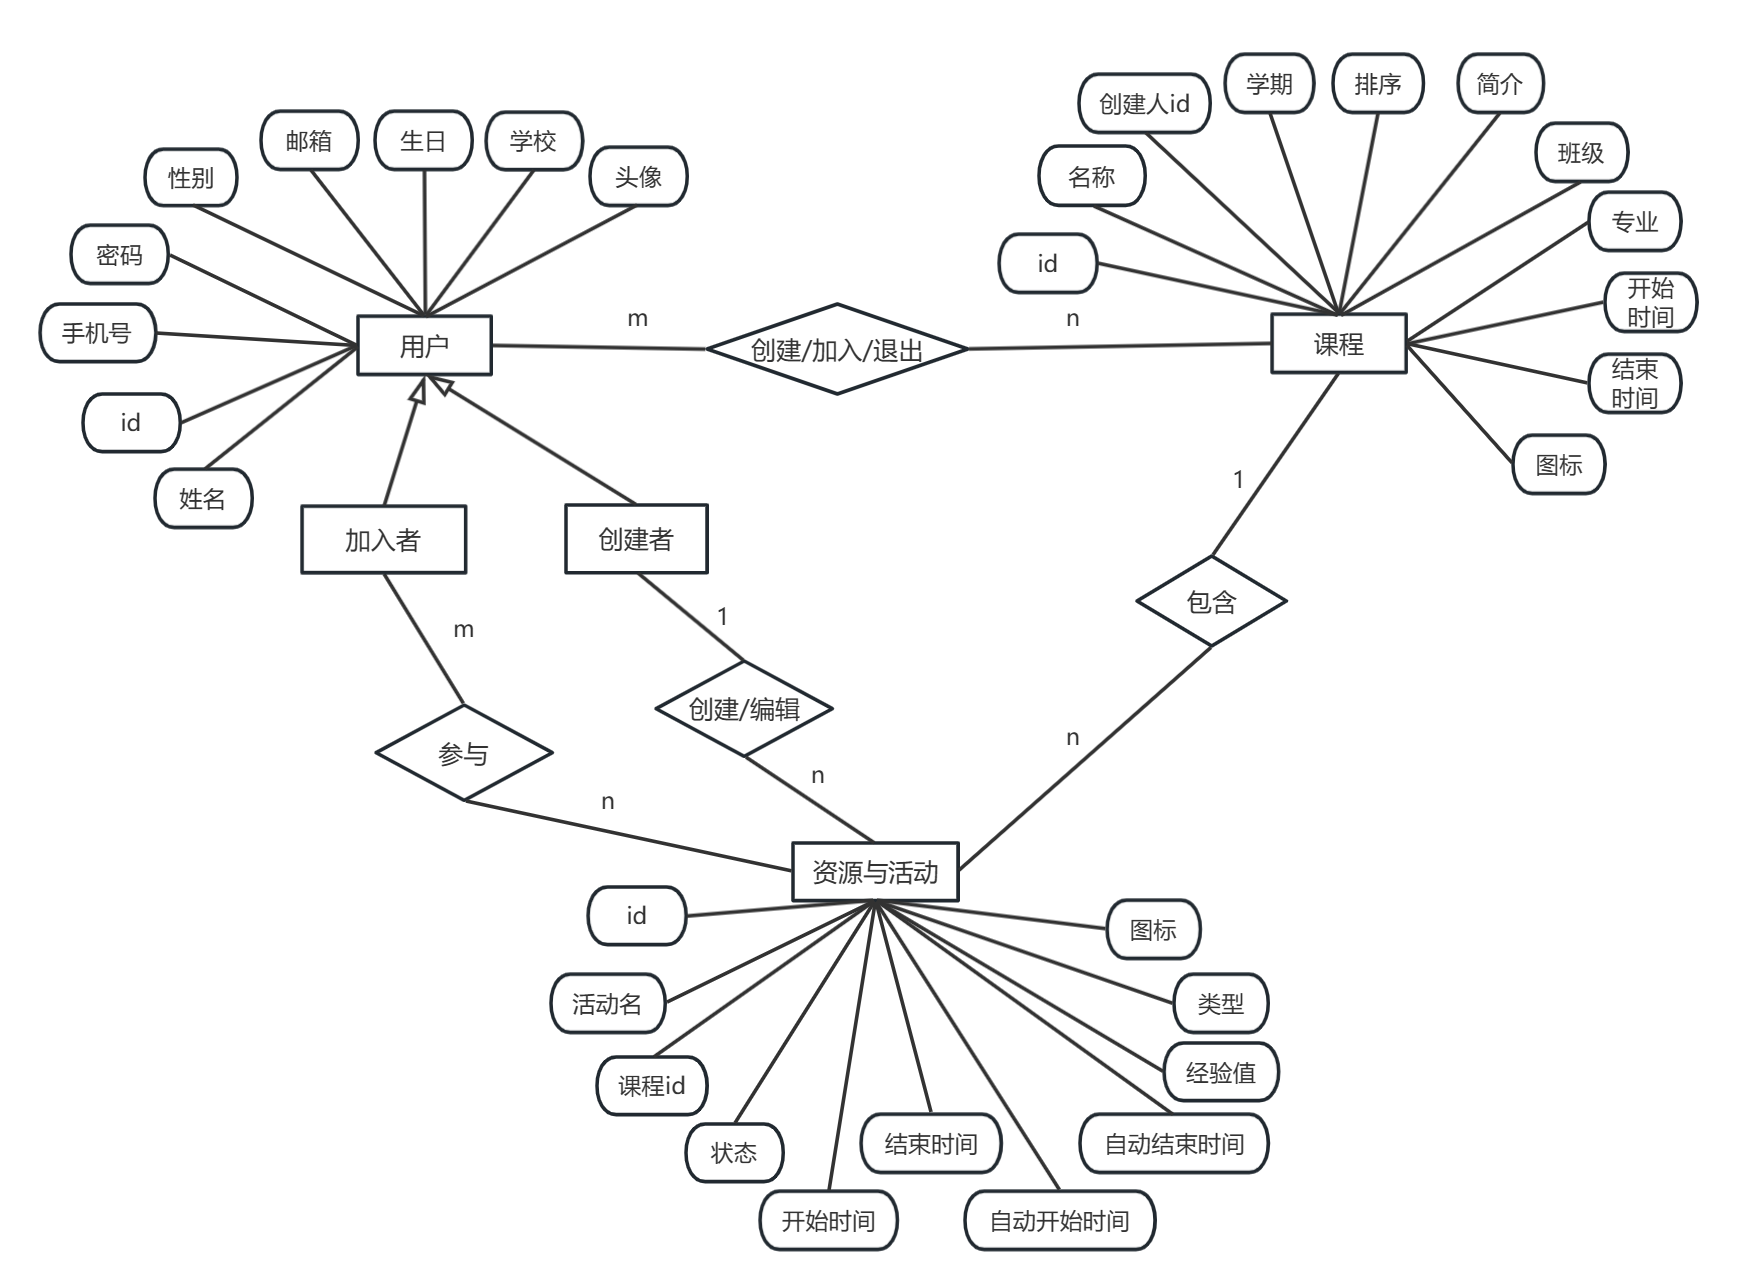 学期
排序
简介
创建人id
邮箱
生日
学校
班级
性别
头像
名称
专业
密码
id
开始
时间
手机号
m
n
用户
创建/加入/退出
课程
结束
时间
id
图标
1
姓名
加入者
创建者
包含
1
m
创建/编辑
n
参与
n
n
资源与活动
id
图标
活动名
类型
经验值
课程id
状态
结束时间
自动结束时间
开始时间
自动开始时间